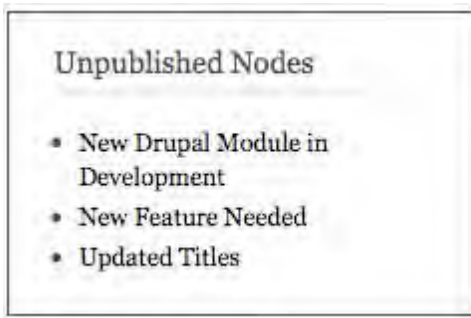 Unpublished Nodes
New Drupal Module in
Development
New Feature Needed
Updated Titles